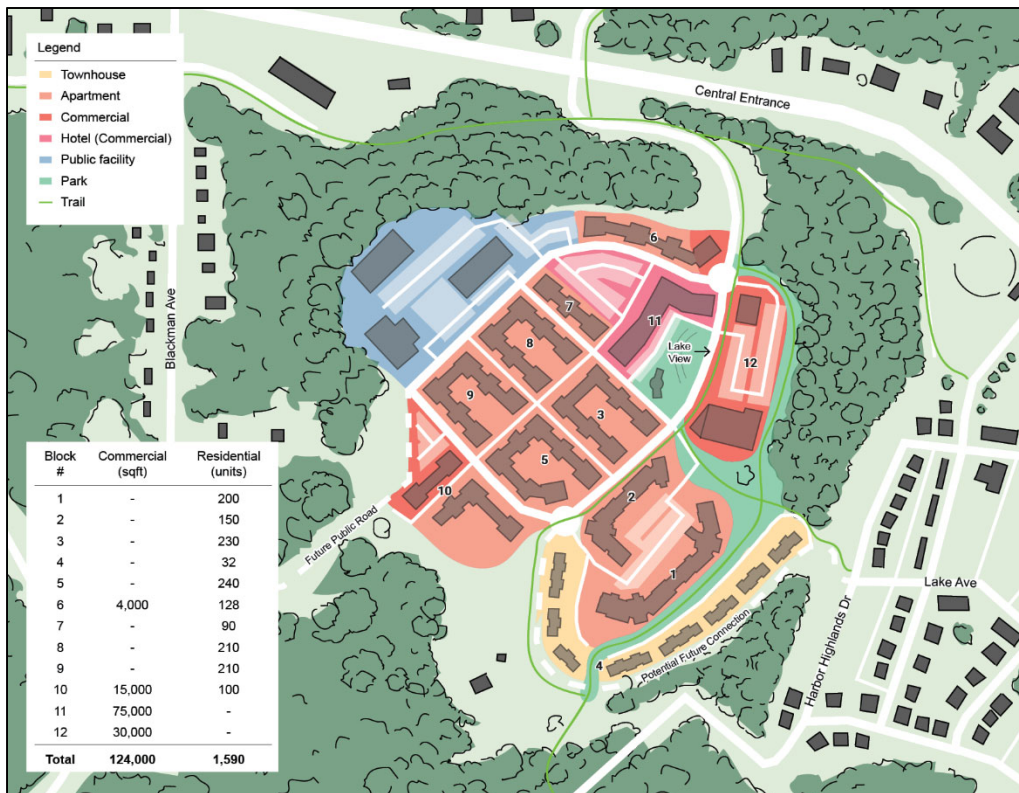 Legend
Townhouse
Apartment
Commercial
Hotel (Commercial)
Public facility
Park
Trail
Central Entrance
Blackman Ave
6
7
11
8
Lake
View
12
9
3
5
10
2
1
4
Future Public Road
Potential Future Connection
Harbor Highlands Dr
Lake Ave
Block # Commercial (sqft) Residential (units)
1 - 200
2 - 150
3 - 230
4 - 32
5 - 240
6 4,000 128
7 - 90
8 - 210
9 - 210
10 15,000 100
11 75,000 -
12 30,000 -
Total 124,000 1,590